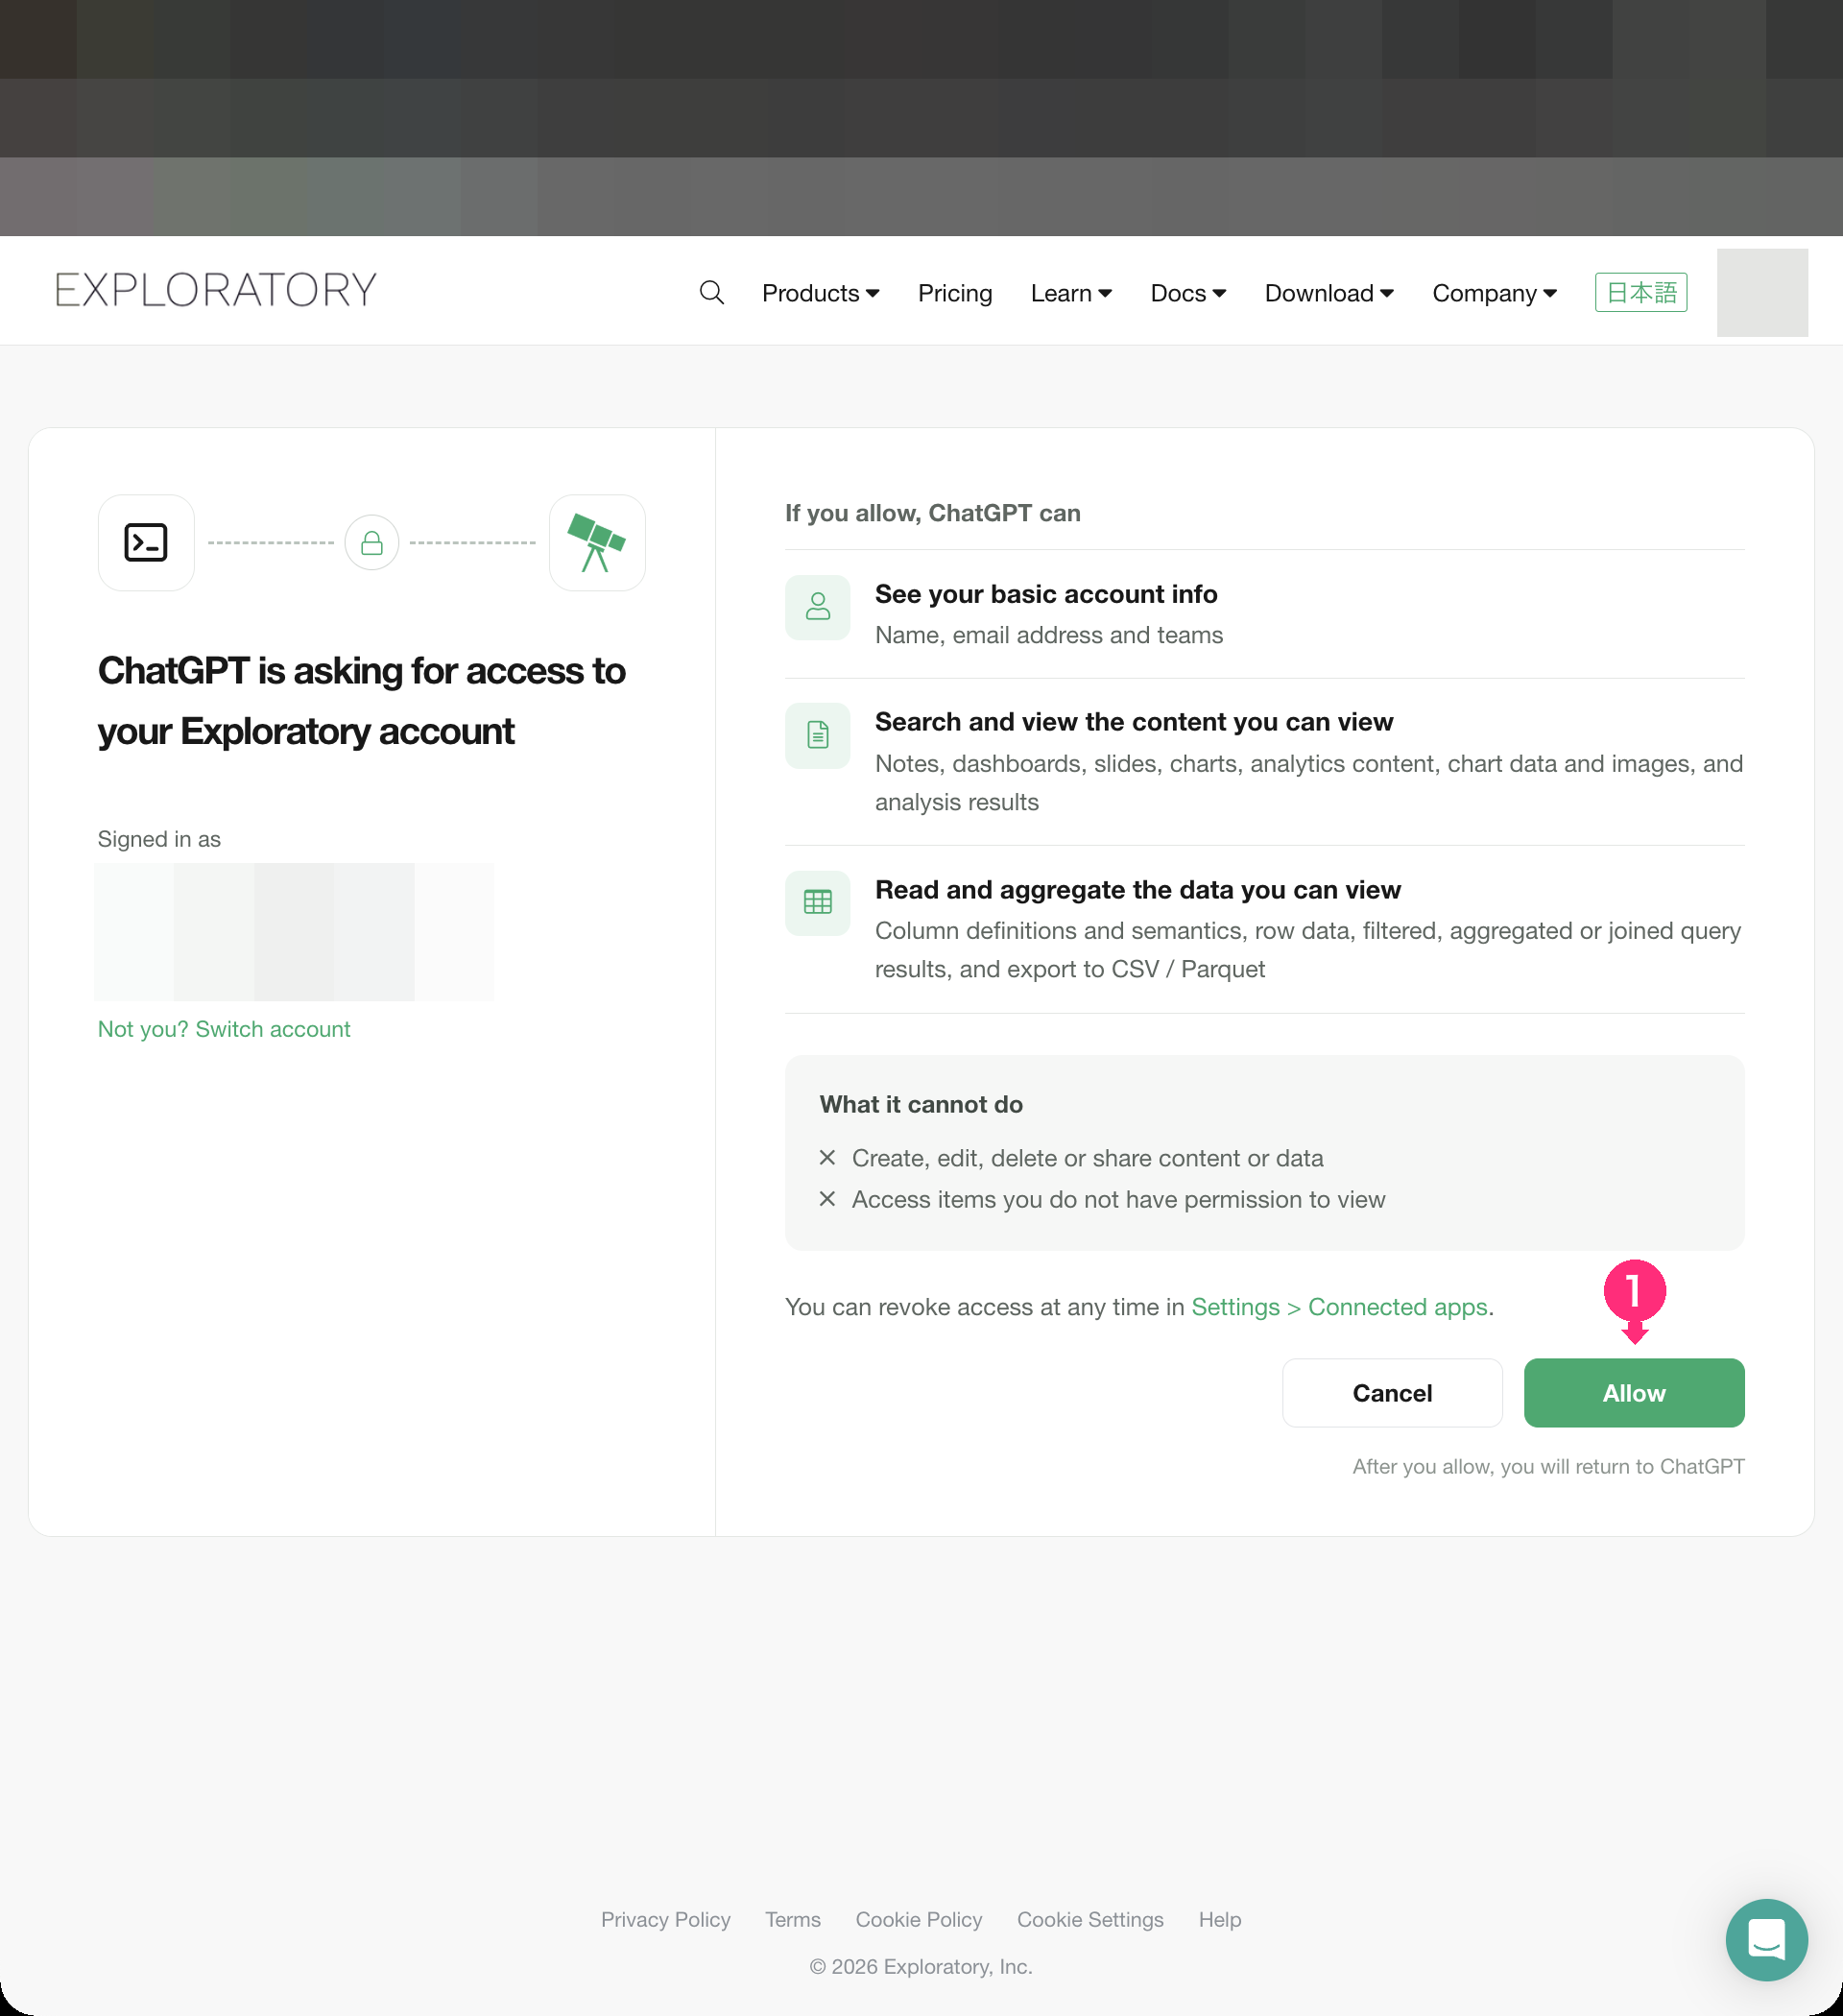 EXPLORATORY
Products
Pricing
Learn
Docs
Download
Company
日本語
ChatGPT is asking for access to
your Exploratory account
Signed in as
Not you? Switch account
If you allow, ChatGPT can
See your basic account info
Name, email address and teams
Search and view the content you can view
Notes, dashboards, slides, charts, analytics content, chart data and images, and
analysis results
Read and aggregate the data you can view
Column definitions and semantics, row data, filtered, aggregated or joined query
results, and export to CSV / Parquet
What it cannot do
Create, edit, delete or share content or data
Access items you do not have permission to view
You can revoke access at any time in Settings > Connected apps.
1
Cancel
Allow
After you allow, you will return to ChatGPT
Privacy Policy
Terms
Cookie Policy
Cookie Settings
Help
© 2026 Exploratory, Inc.